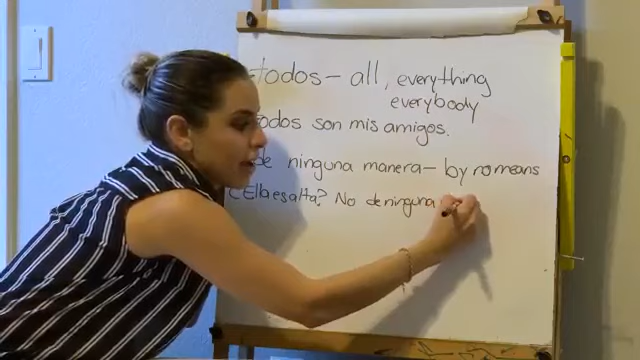 todos - all, everything
everybody
todos son mis amigos.
de ninguna manera - by no means
¿Ella es alta? No de ninguna